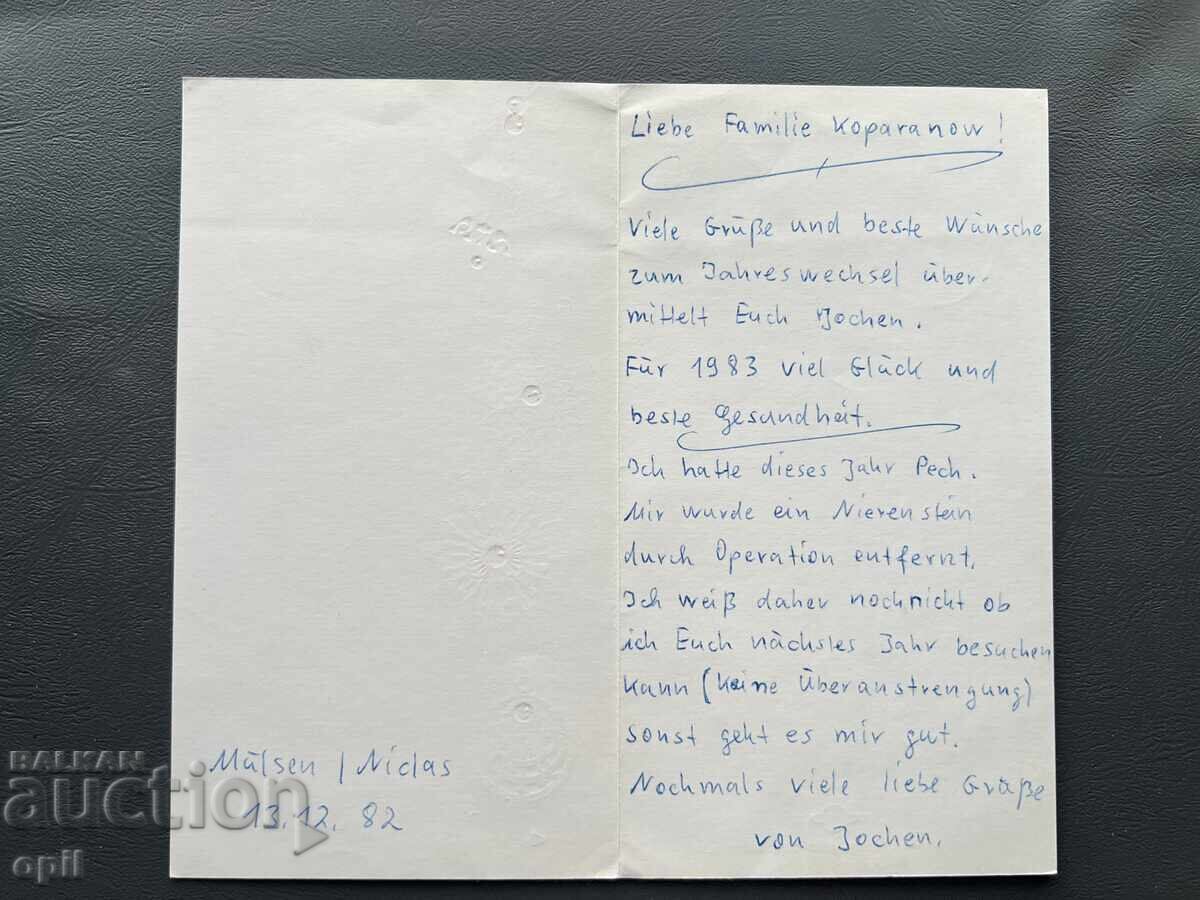 Mülsen / Niclas
13.12. 82
Liebe Familie Koparanow!
Viele Grüße und beste Wünsche
zum Jahreswechsel über-
mittelt Euch Jochen.
Für 1983 viel Glück und
beste Gesundheit.
Ich hatte dieses Jahr Pech.
Mir wurde ein Nierenstein
durch Operation entfernt.
Ich weiß daher noch nicht ob
ich Euch nächstes Jahr besuchen
kann (keine Überanstrengung)
sonst geht es mir gut.
Nochmals viele liebe Grüße
von Jochen.
BALKAN
auction
opil